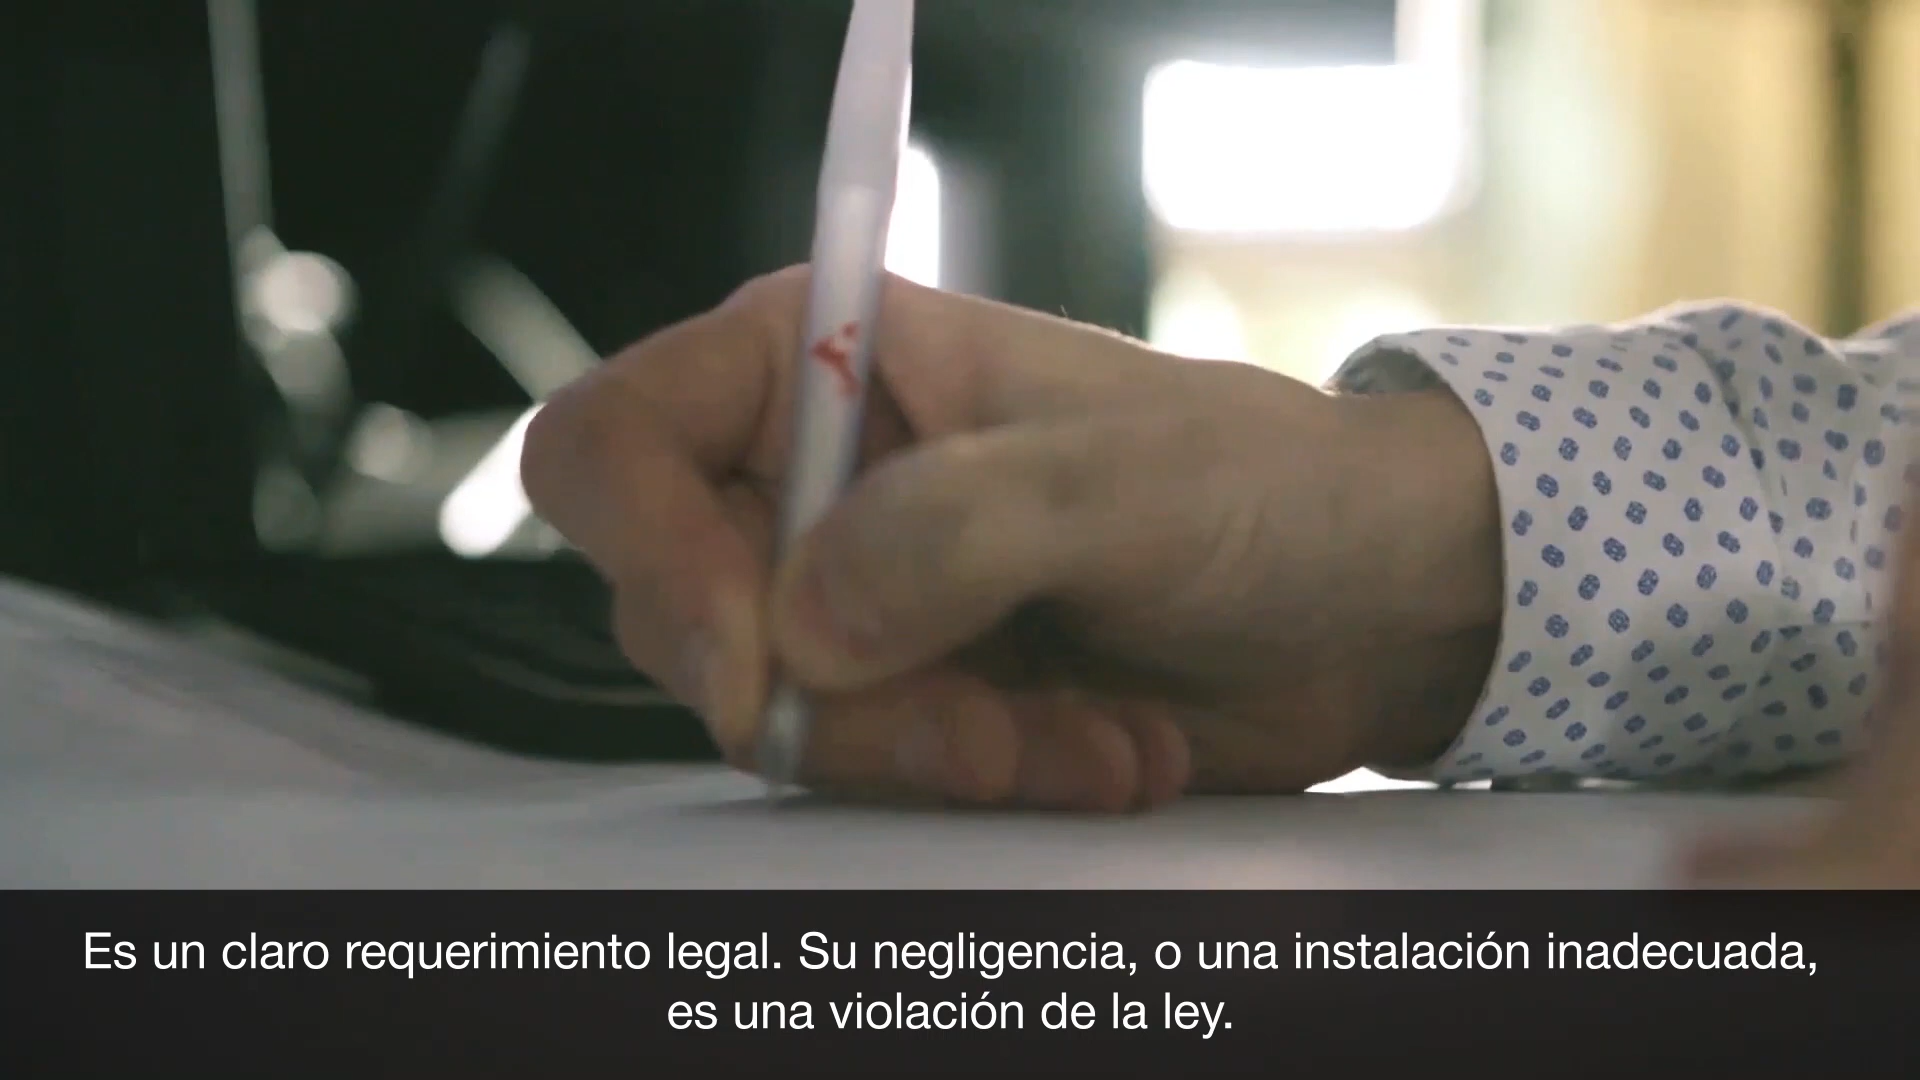 Es un claro requerimiento legal. Su negligencia, o una instalación inadecuada,
es una violación de la ley.